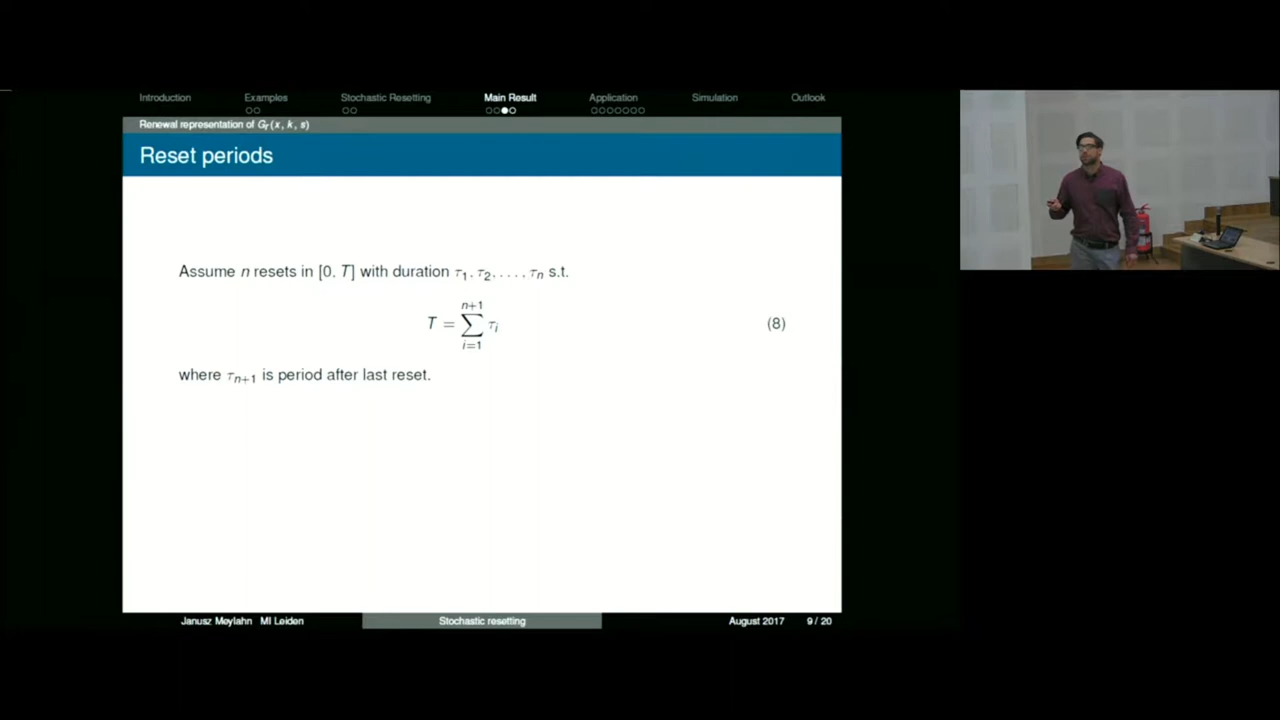 Introduction Examples Stochastic Resetting Main Result Application Simulation Outlook
Renewal representation of G_r(x, k, s)
Reset periods
Assume n resets in [0, T] with duration τ_1, τ_2, . . . , τ_n s.t.
T = ∑_{i=1}^{n+1} τ_i (8)
where τ_{n+1} is period after last reset.
Janusz Meylahn MI Leiden Stochastic resetting August 2017 9 / 20